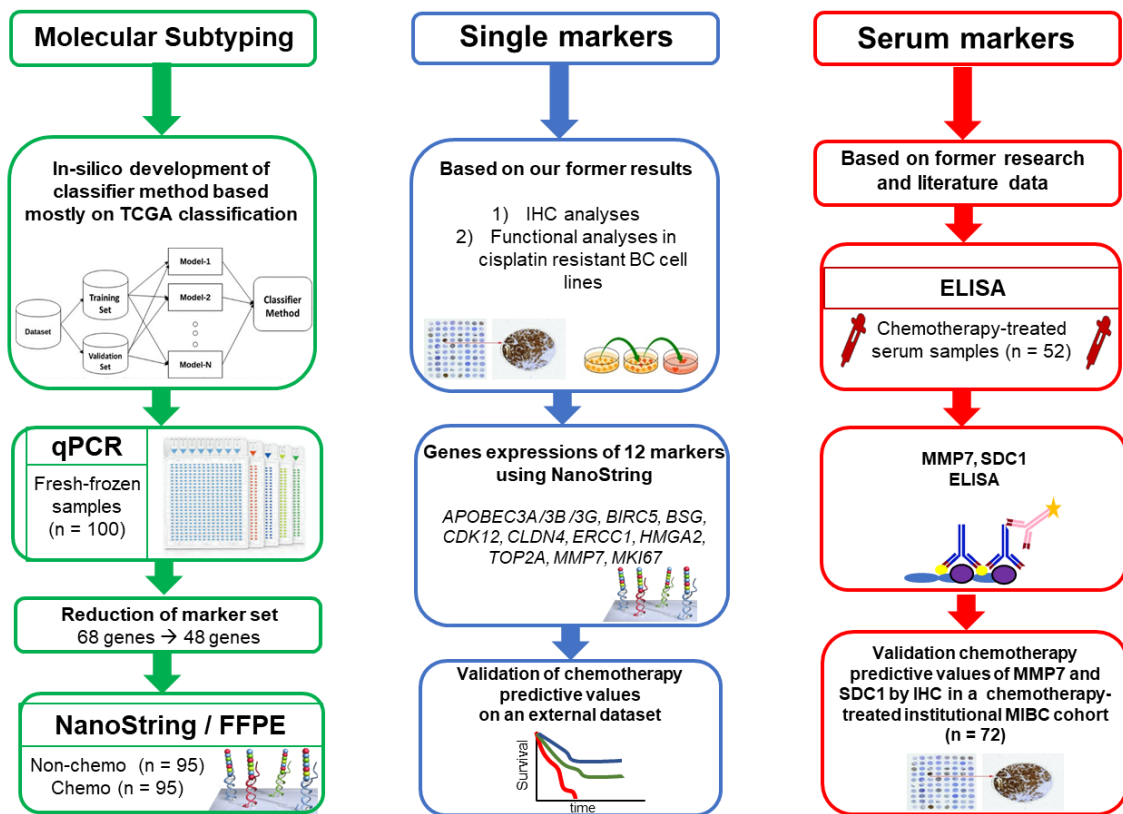 Molecular Subtyping
In-silico development of
classifier method based
mostly on TCGA classification
Dataset
Training
Set
Validation
Set
Model-1
Model-2
Model-N
Classifier
Method
qPCR
Fresh-frozen
samples
(n = 100)
Reduction of marker set
68 genes → 48 genes
NanoString / FFPE
Non-chemo (n = 95)
Chemo (n = 95)
Single markers
Based on our former results
1) IHC analyses
2) Functional analyses in
cisplatin resistant BC cell
lines
Genes expressions of 12 markers
using NanoString
APOBEC3A/3B/3G, BIRC5, BSG,
CDK12, CLDN4, ERCC1, HMGA2,
TOP2A, MMP7, MKI67
Validation of chemotherapy
predictive values
on an external dataset
Survival
time
Serum markers
Based on former research
and literature data
ELISA
Chemotherapy-treated
serum samples (n = 52)
MMP7, SDC1
ELISA
Validation chemotherapy
predictive values of MMP7 and
SDC1 by IHC in a chemotherapy-
treated institutional MIBC cohort
(n = 72)